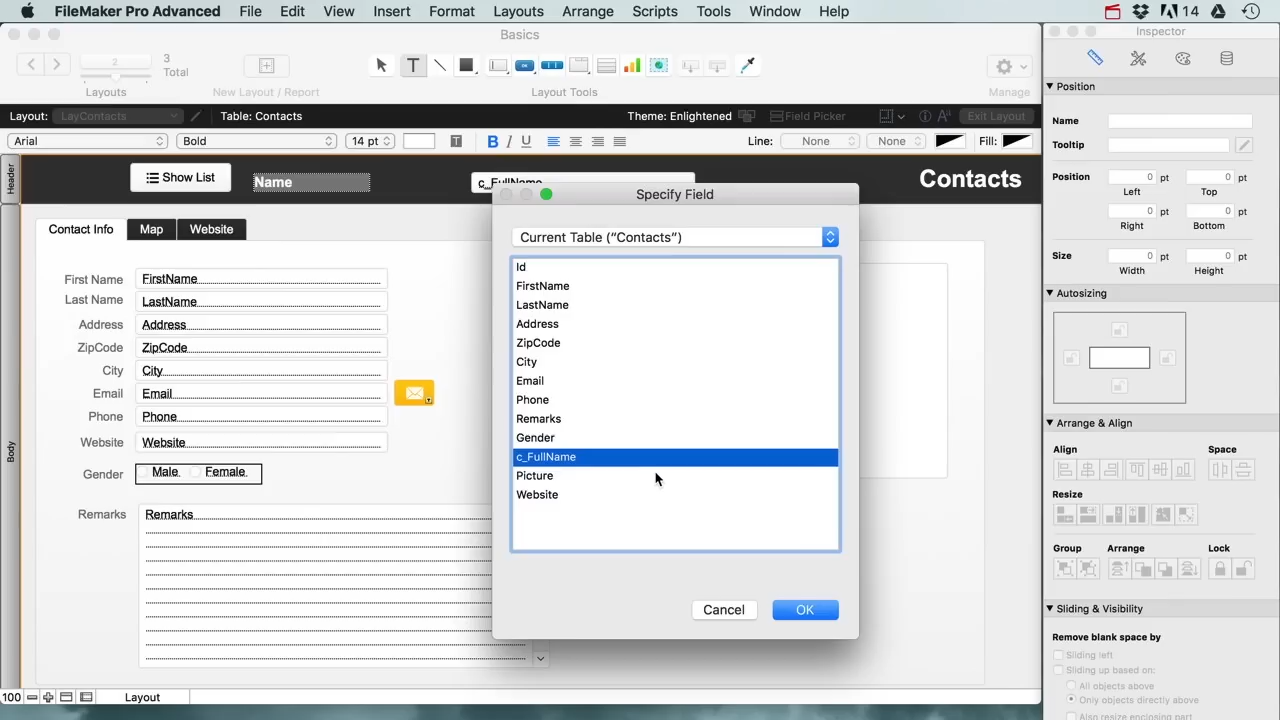 FileMaker Pro Advanced File Edit View Insert Format Layouts Arrange Scripts Tools Window Help 14
Basics
Inspector
2
3
Total
Layouts
New Layout / Report
Layout Tools
Manage
Layout: LayContacts Table: Contacts Theme: Enlightened Field Picker Exit Layout
Arial Bold 14 pt B I U Line: None None Fill:
Header
Show List
Name
c_FullName
Contacts
Contact Info Map Website
First Name FirstName
Last Name LastName
Address Address
ZipCode ZipCode
City City
Email Email
Phone Phone
Website Website
Gender Male Female
Remarks Remarks
Body
100 Layout
Specify Field
Current Table ("Contacts")
Id
FirstName
LastName
Address
ZipCode
City
Email
Phone
Remarks
Gender
c_FullName
Picture
Website
Cancel OK
Position
Name
Tooltip
Position 0 pt 0 pt
Left Top
0 pt 0 pt
Right Bottom
Size 0 pt 0 pt
Width Height
Autosizing
Arrange & Align
Align Space
Resize
Group Arrange Lock
Sliding & Visibility
Remove blank space by
Sliding left
Sliding up based on:
All objects above
Only objects directly above
Also resize enclosing part